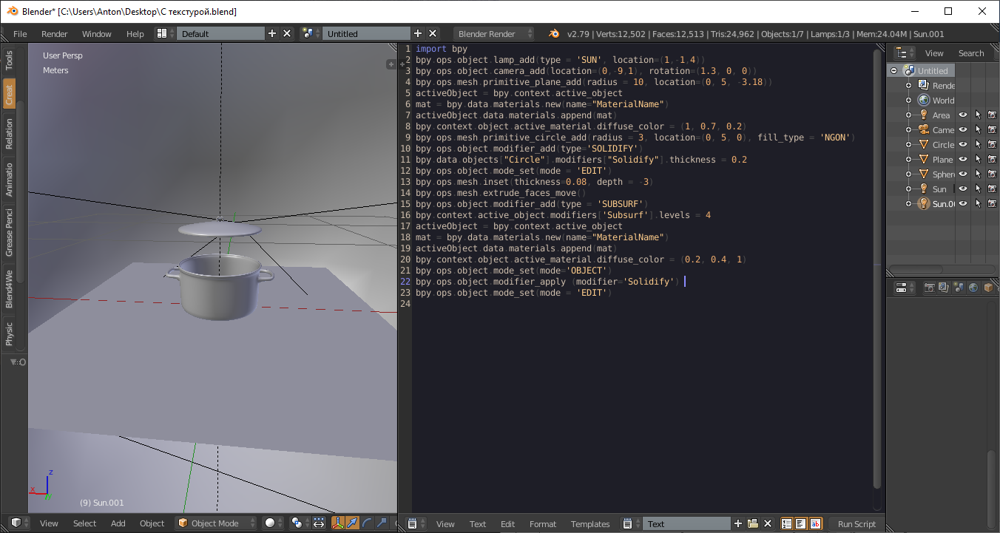 Blender* [C:\Users\Anton\Desktop\С текстурой.blend]
File Render Window Help Default Untitled Blender Render v2.79 | Verts:12,502 | Faces:12,513 | Tris:24,962 | Objects:1/7 | Lamps:1/3 | Mem:24.04M | Sun.001
Tools
Creat
Relation
Animatio
Grease Penci
Blend4We
Physic
User Persp
Meters
(9) Sun.001
x
z
1 import bpy
2 bpy.ops.object.lamp_add(type = 'SUN', location=(1,-1,4))
3 bpy.ops.object.camera_add(location=(0,-9,1), rotation=(1.3, 0, 0))
4 bpy.ops.mesh.primitive_plane_add(radius = 10, location=(0, 5, -3.18))
5 activeObject = bpy.context.active_object
6 mat = bpy.data.materials.new(name="MaterialName")
7 activeObject.data.materials.append(mat)
8 bpy.context.object.active_material.diffuse_color = (1, 0.7, 0.2)
9 bpy.ops.mesh.primitive_circle_add(radius = 3, location=(0, 5, 0), fill_type = 'NGON')
10 bpy.ops.object.modifier_add(type='SOLIDIFY')
11 bpy.data.objects["Circle"].modifiers["Solidify"].thickness = 0.2
12 bpy.ops.object.mode_set(mode = 'EDIT')
13 bpy.ops.mesh.inset(thickness=0.08, depth = -3)
14 bpy.ops.mesh.extrude_faces_move()
15 bpy.ops.object.modifier_add(type = 'SUBSURF')
16 bpy.context.active_object.modifiers['Subsurf'].levels = 4
17 activeObject = bpy.context.active_object
18 mat = bpy.data.materials.new(name="MaterialName")
19 activeObject.data.materials.append(mat)
20 bpy.context.object.active_material.diffuse_color = (0.2, 0.4, 1)
21 bpy.ops.object.mode_set(mode='OBJECT')
22 bpy.ops.object.modifier_apply (modifier='Solidify')
23 bpy.ops.object.mode_set(mode = 'EDIT')
24
View Search
Untitled
Rende
World
Area
Came
Circle
Plane
Spher
Sun
Sun.00
View Select Add Object Object Mode
View Text Edit Format Templates Text Run Script